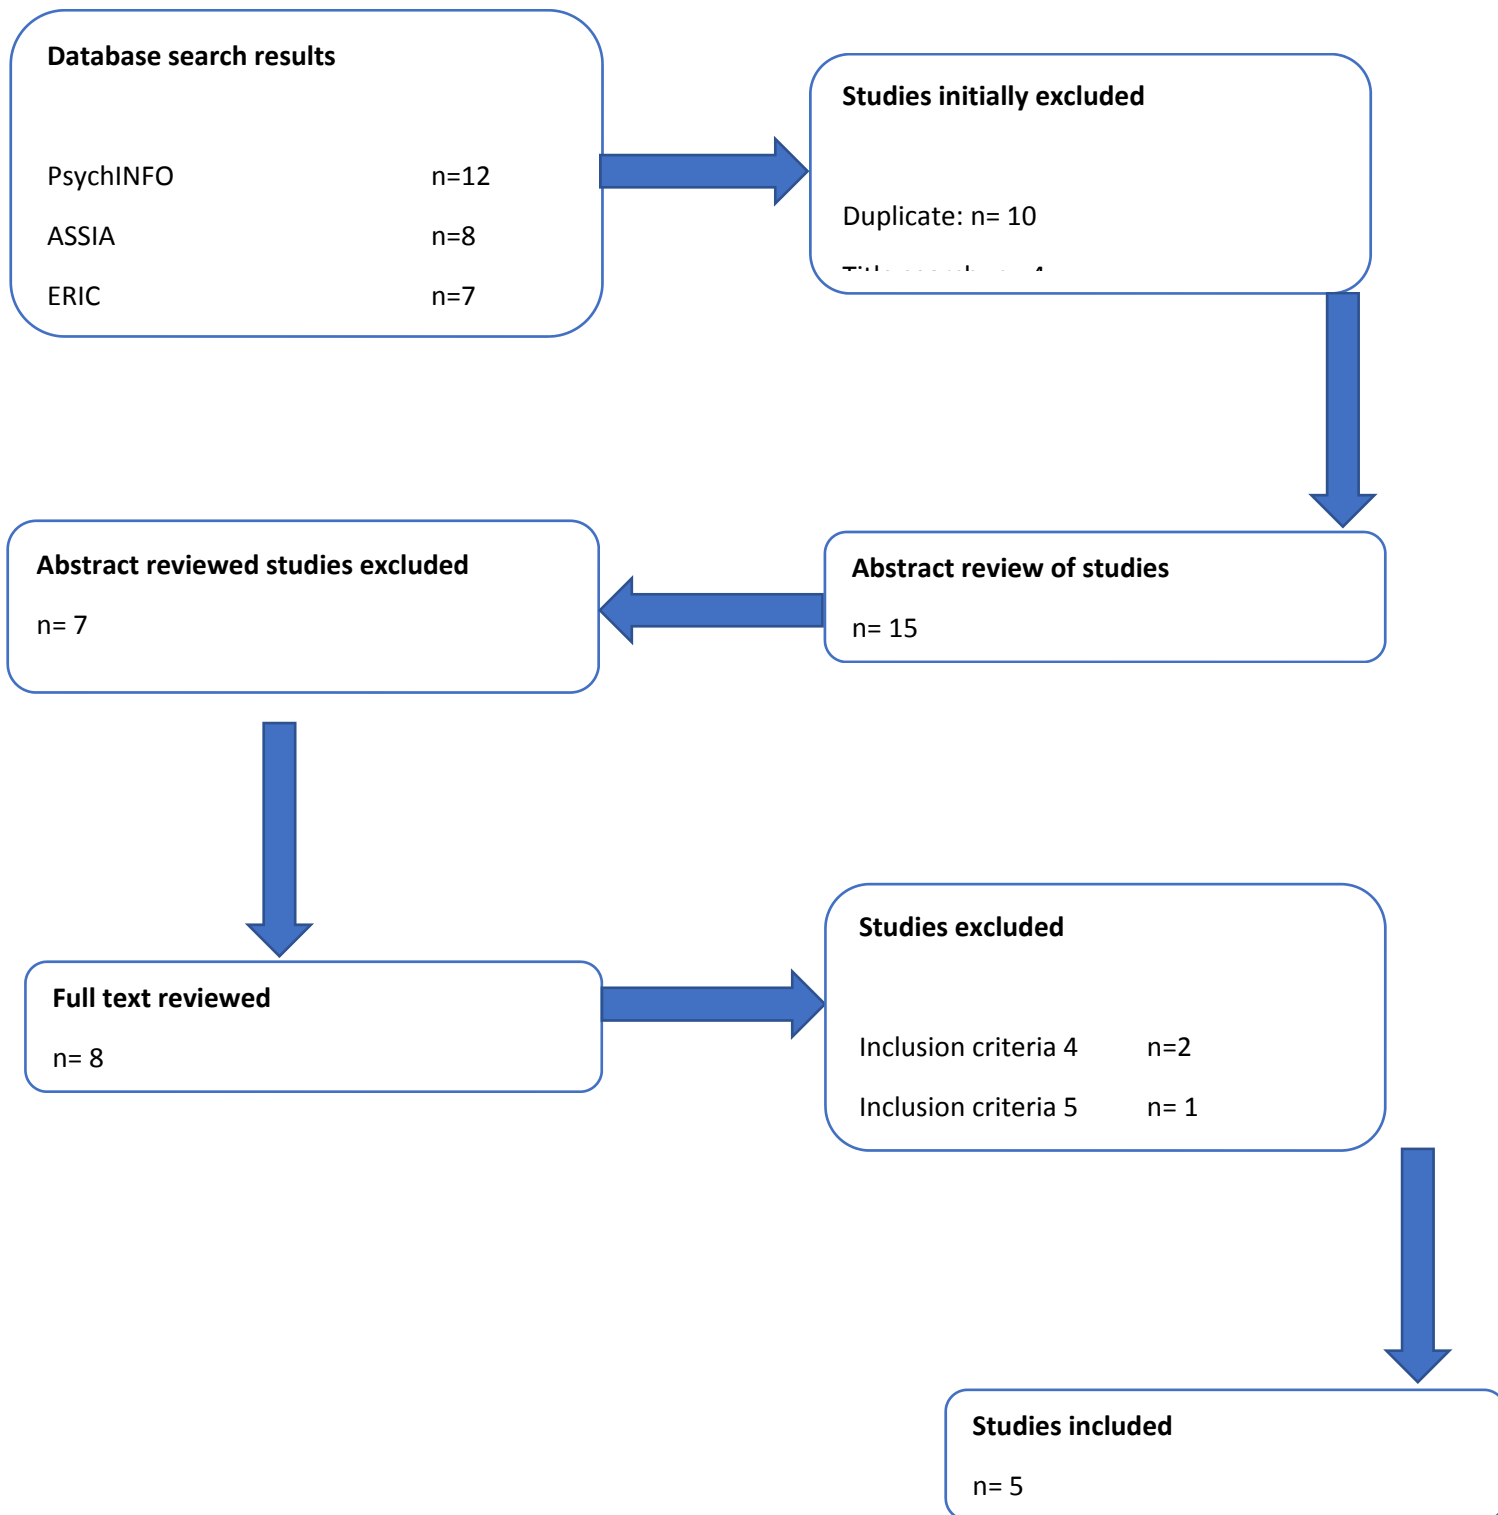 Database search results
PsychINFO n=12
ASSIA n=8
ERIC n=7
Studies initially excluded
Duplicate: n= 10
Abstract review of studies
n= 15
Abstract reviewed studies excluded
n= 7
Full text reviewed
n= 8
Studies excluded
Inclusion criteria 4 n=2
Inclusion criteria 5 n= 1
Studies included
n= 5